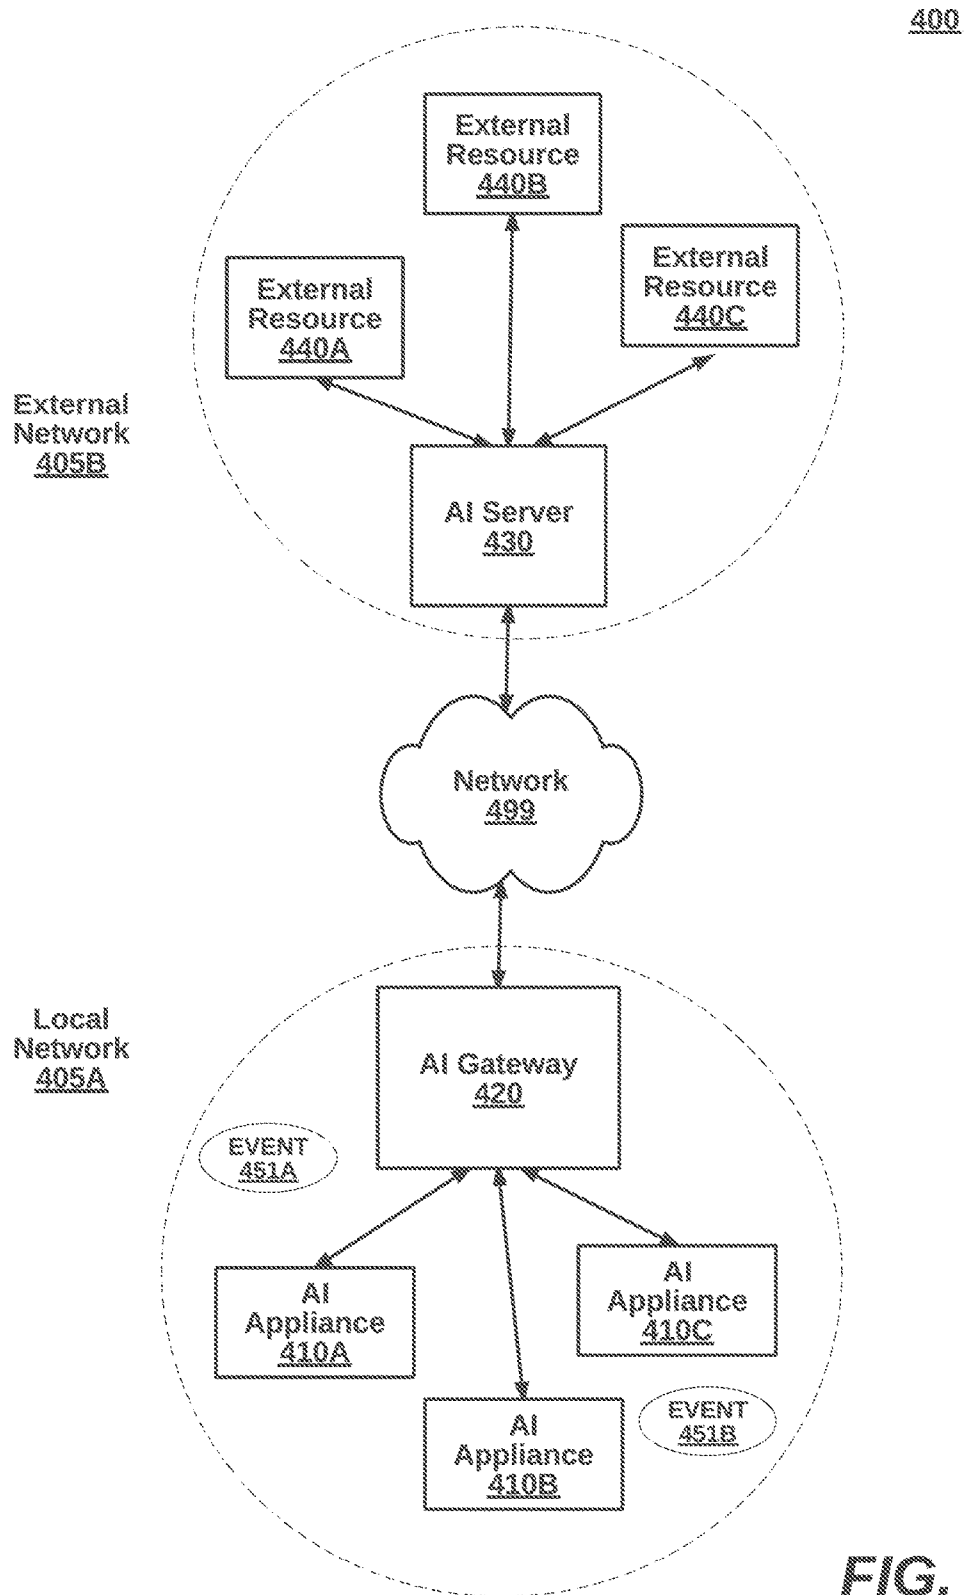 400
External
Resource
440B
External
Resource
440C
External
Resource
440A
External
Network
405B
AI Server
430
Network
499
Local
Network
405A
AI Gateway
420
EVENT
451A
AI
Appliance
410C
AI
Appliance
410A
EVENT
451B
AI
Appliance
410B
FIG.